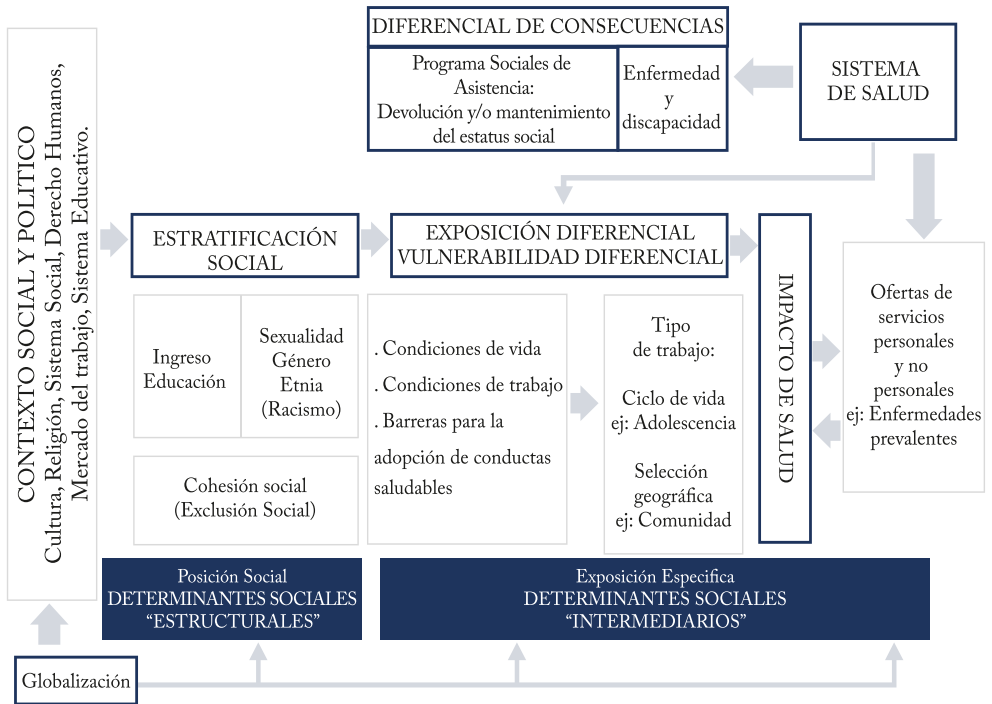 DIFERENCIAL DE CONSECUENCIAS
Programa Sociales de
Asistencia:
Devolución y/o mantenimiento
del estatus social
Enfermedad
y
discapacidad
SISTEMA
DE SALUD
CONTEXTO SOCIAL Y POLITICO
Cultura, Religión, Sistema Social, Derecho Humanos,
Mercado del trabajo, Sistema Educativo.
ESTRATIFICACIÓN
SOCIAL
EXPOSICIÓN DIFERENCIAL
VULNERABILIDAD DIFERENCIAL
Ingreso
Educación
Sexualidad
Género
Etnia
(Racismo)
Cohesión social
(Exclusión Social)
. Condiciones de vida
. Condiciones de trabajo
. Barreras para la
adopción de conductas
saludables
Tipo
de trabajo:
Ciclo de vida
ej: Adolescencia
Selección
geográfica
ej: Comunidad
IMPACTO DE SALUD
Ofertas de
servicios
personales
y no
personales
ej: Enfermedades
prevalentes
Posición Social
DETERMINANTES SOCIALES
“ESTRUCTURALES”
Exposición Especifica
DETERMINANTES SOCIALES
“INTERMEDIARIOS”
Globalización